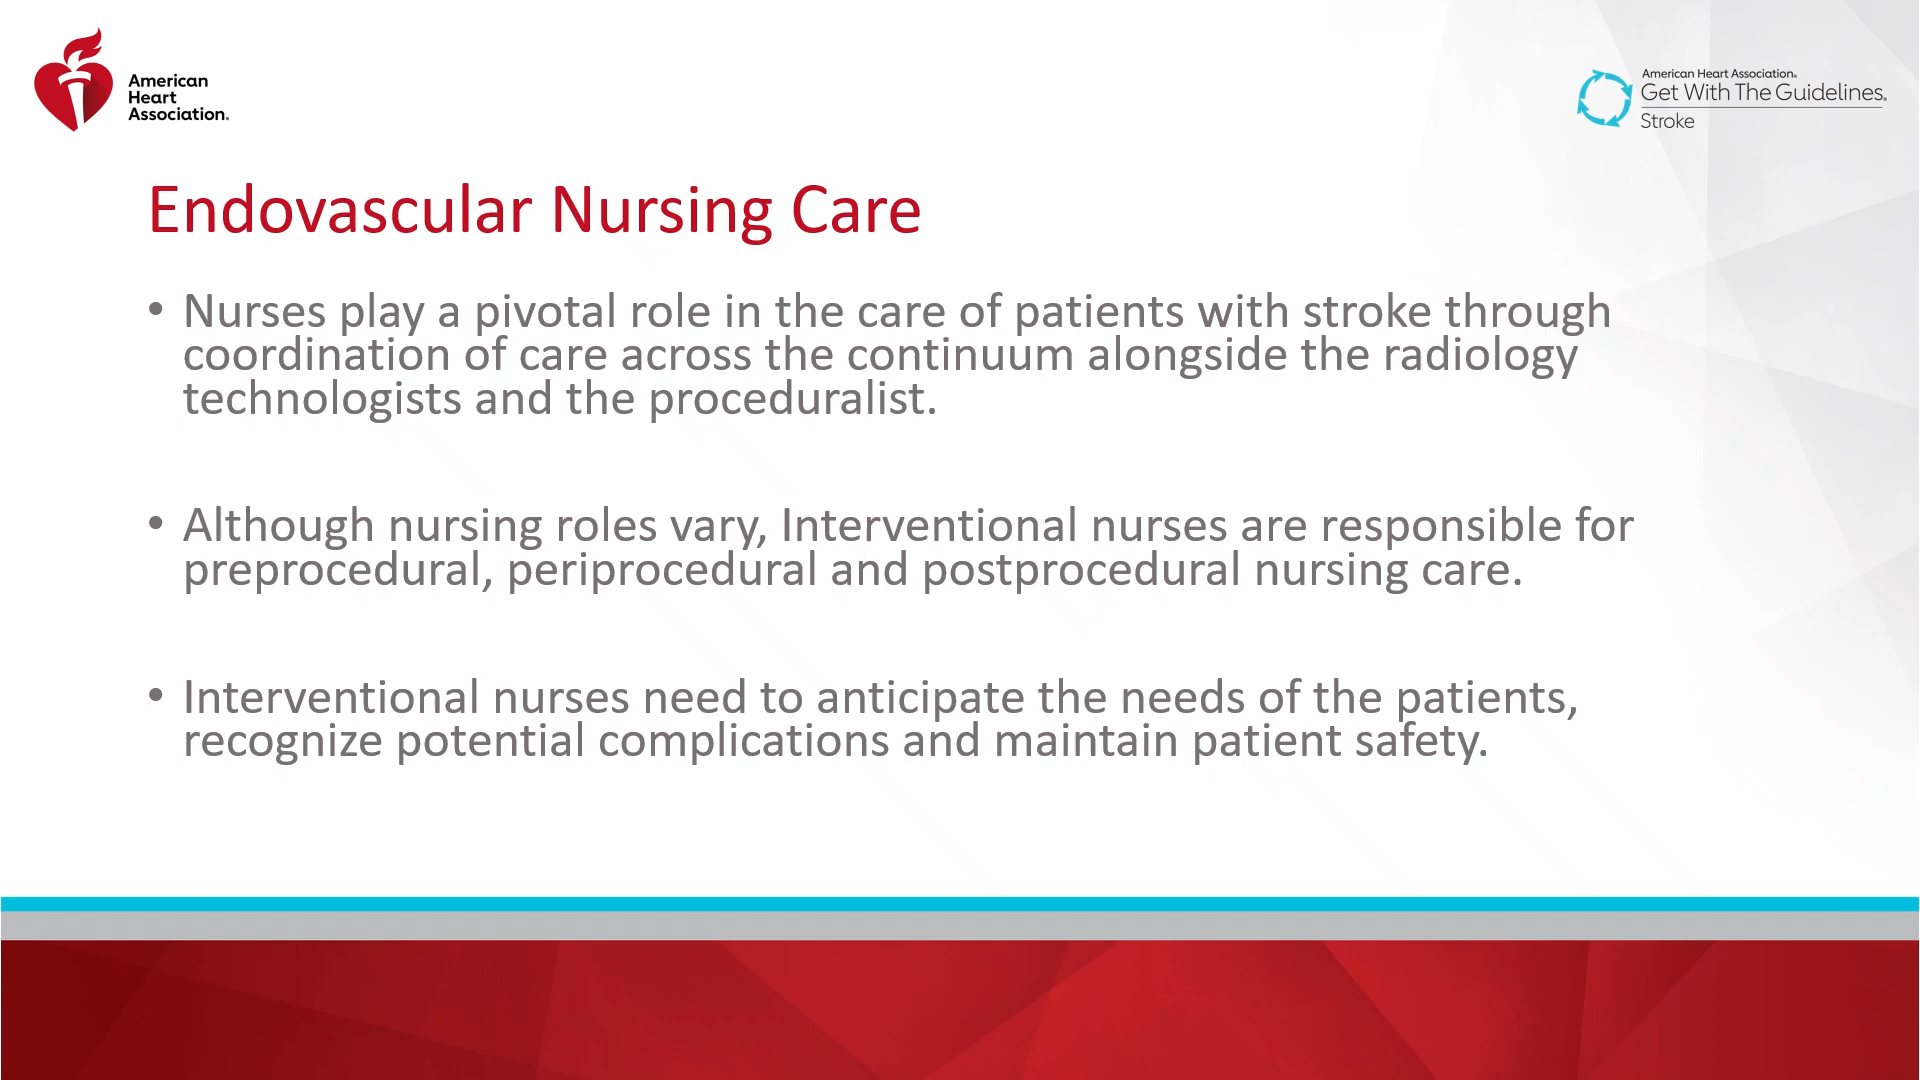 American
Heart
Association.
American Heart Association.
Get With The Guidelines.
Stroke
Endovascular Nursing Care
• Nurses play a pivotal role in the care of patients with stroke through
coordination of care across the continuum alongside the radiology
technologists and the proceduralist.
• Although nursing roles vary, Interventional nurses are responsible for
preprocedural, periprocedural and postprocedural nursing care.
• Interventional nurses need to anticipate the needs of the patients,
recognize potential complications and maintain patient safety.